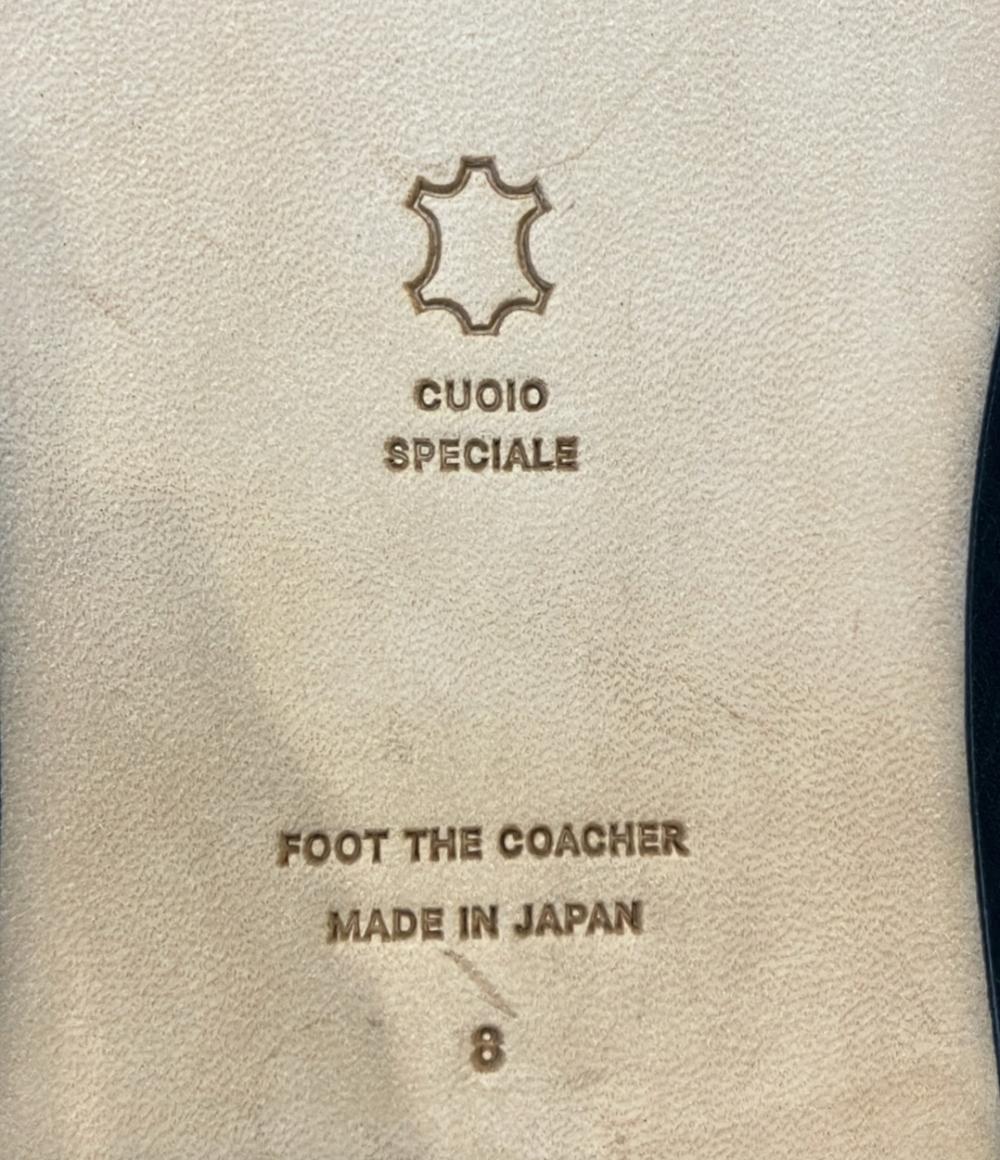 CUOIO
SPECIALE
FOOT THE COACHER
MADE IN JAPAN
8